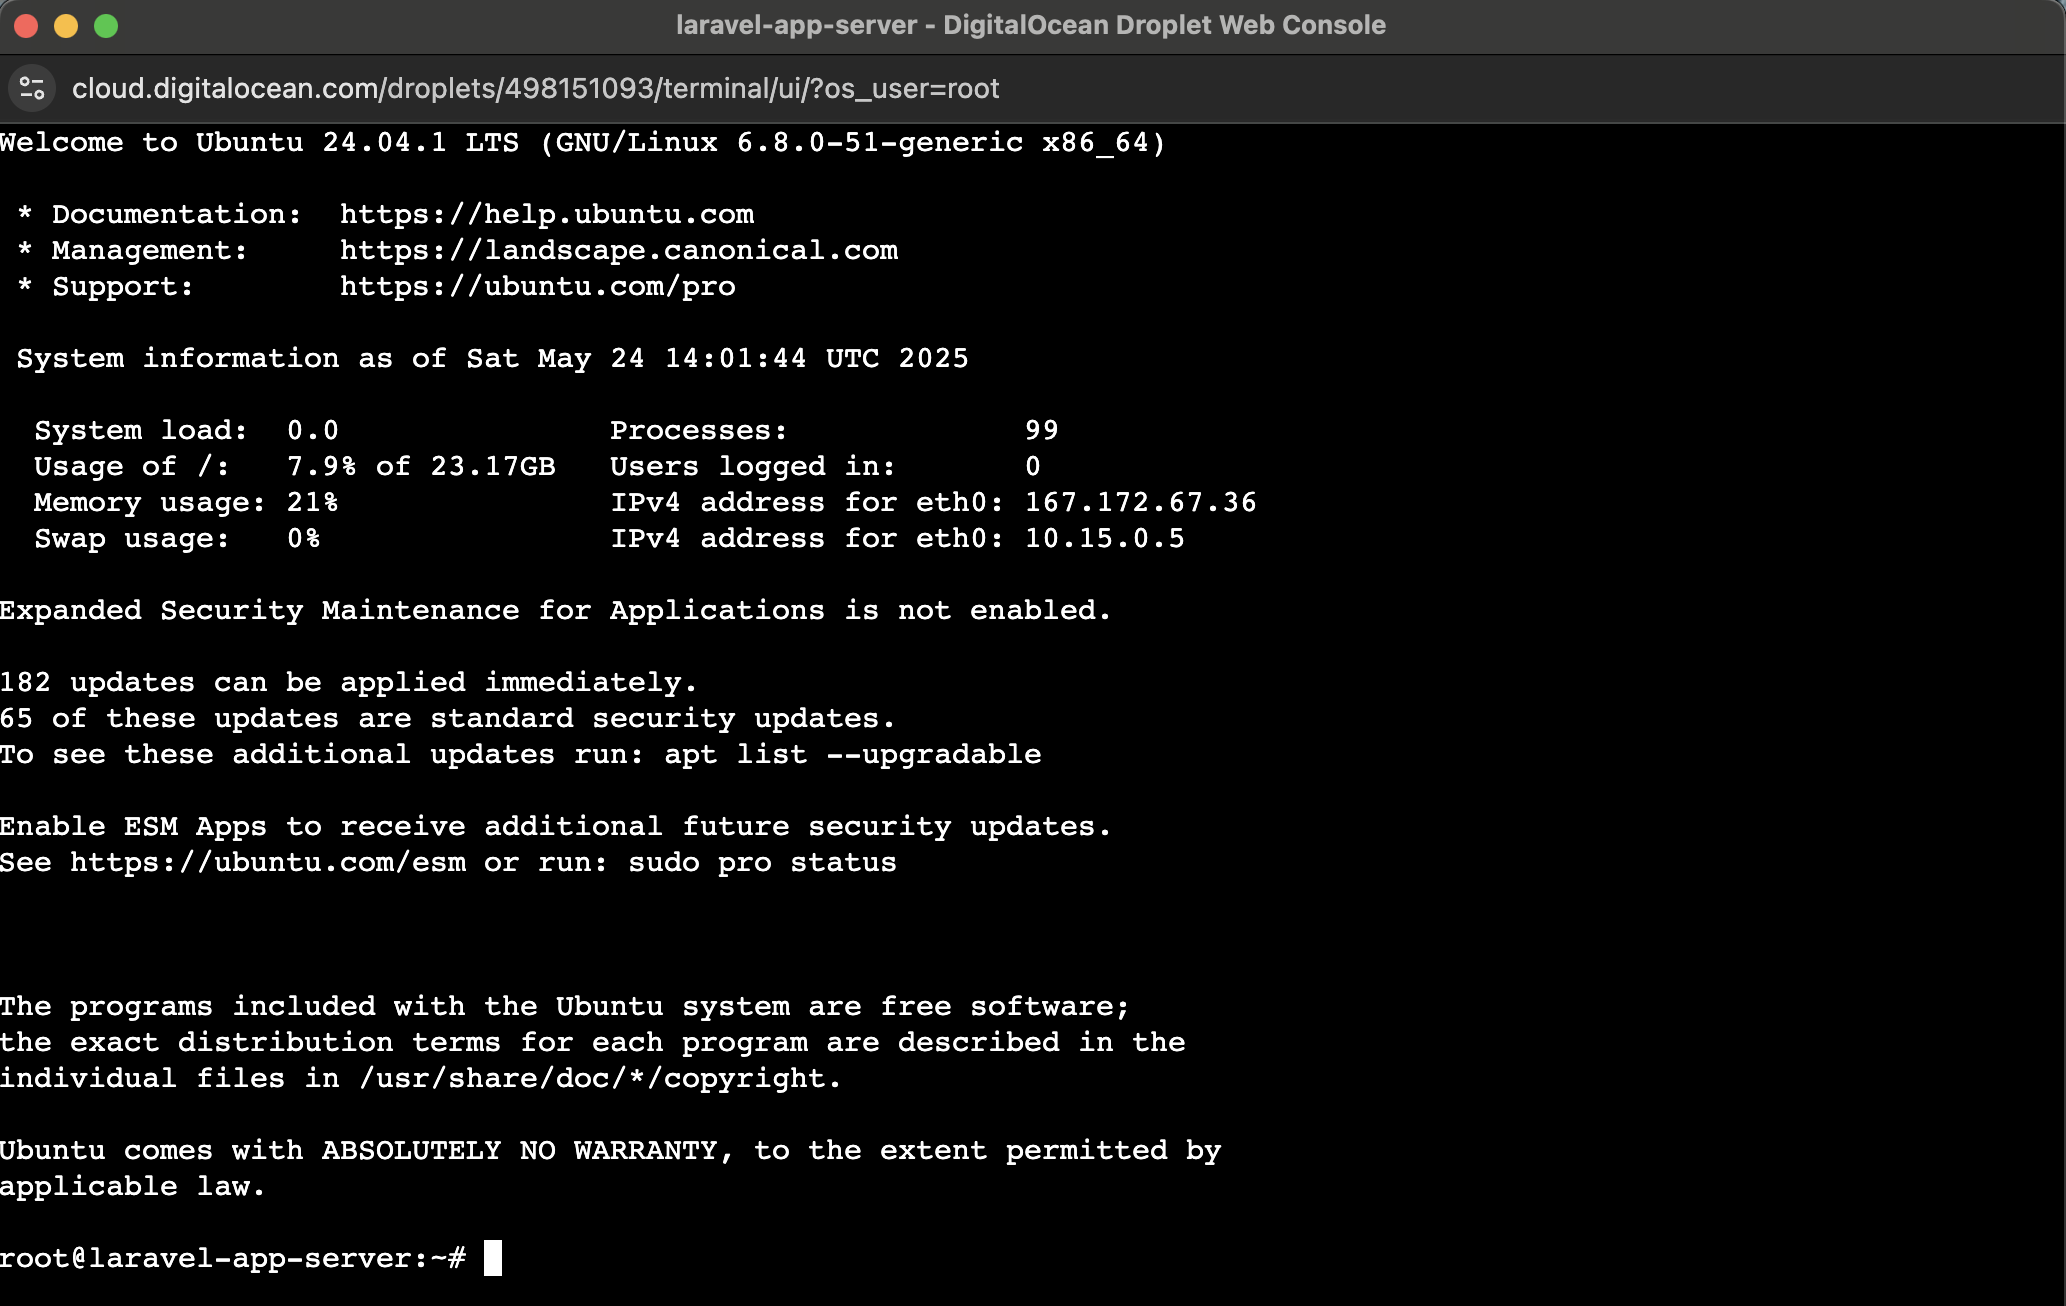 laravel-app-server - DigitalOcean Droplet Web Console
cloud.digitalocean.com/droplets/498151093/terminal/ui/?os_user=root
Welcome to Ubuntu 24.04.1 LTS (GNU/Linux 6.8.0-51-generic x86_64)
* Documentation:  https://help.ubuntu.com
* Management:     https://landscape.canonical.com
* Support:        https://ubuntu.com/pro
System information as of Sat May 24 14:01:44 UTC 2025
System load:  0.0               Processes:             99
Usage of /:   7.9% of 23.17GB   Users logged in:       0
Memory usage: 21%               IPv4 address for eth0: 167.172.67.36
Swap usage:   0%                IPv4 address for eth0: 10.15.0.5
Expanded Security Maintenance for Applications is not enabled.
182 updates can be applied immediately.
65 of these updates are standard security updates.
To see these additional updates run: apt list --upgradable
Enable ESM Apps to receive additional future security updates.
See https://ubuntu.com/esm or run: sudo pro status
The programs included with the Ubuntu system are free software;
the exact distribution terms for each program are described in the
individual files in /usr/share/doc/*/copyright.
Ubuntu comes with ABSOLUTELY NO WARRANTY, to the extent permitted by
applicable law.
root@laravel-app-server:~#